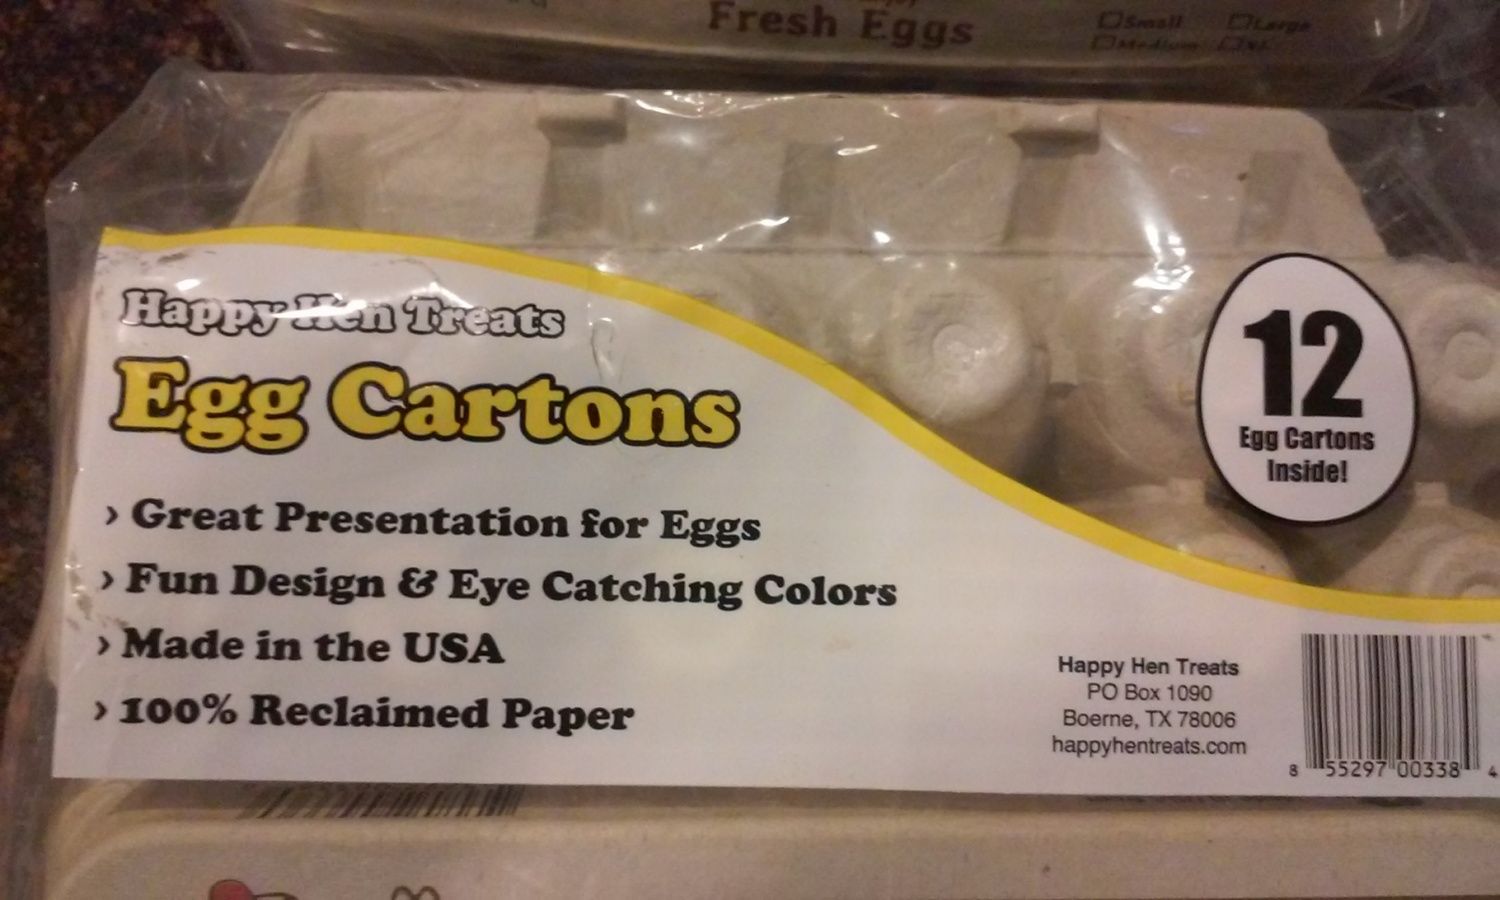 Fresh Eggs
Small Large
Medium XL
Happy Hen Treats
Egg Cartons
12
Egg Cartons
Inside!
› Great Presentation for Eggs
› Fun Design & Eye Catching Colors
› Made in the USA
› 100% Reclaimed Paper
Happy Hen Treats
PO Box 1090
Boerne, TX 78006
happyhentreats.com
8 55297 00338 4